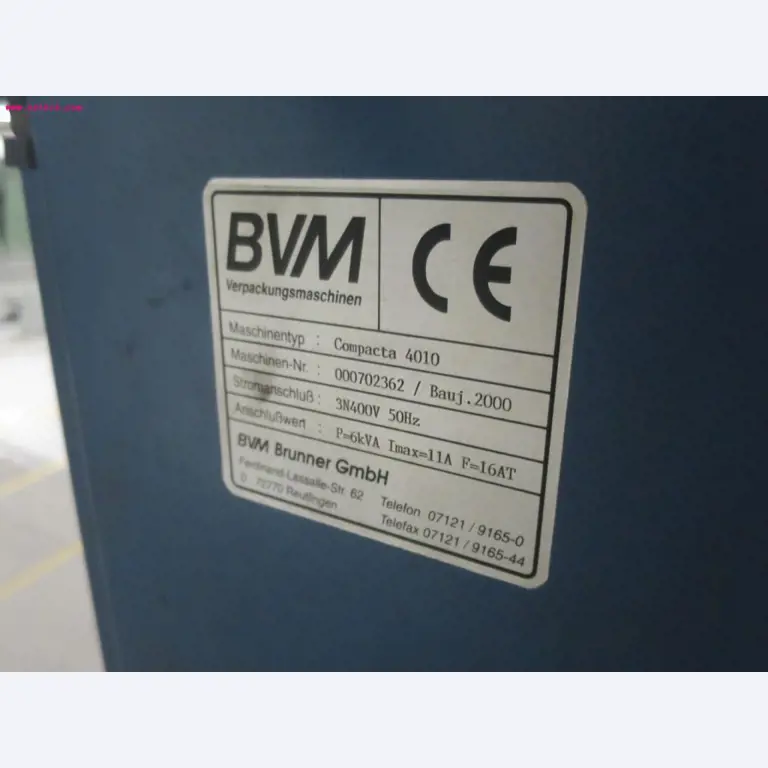 BVM
Verpackungsmaschinen
CE
Maschinentyp : Compacta 4010
Maschinen-Nr. : 000702362 / Bauj.2000
Stromanschluß : 3N400V 50Hz
Anschlußwert : P=6kVA Imax=11A F=16AT
BVM Brunner GmbH
Ferdinand-Lassalle-Str. 62
D 72770 Reutlingen
Telefon 07121 / 9165-0
Telefax 07121 / 9165-44